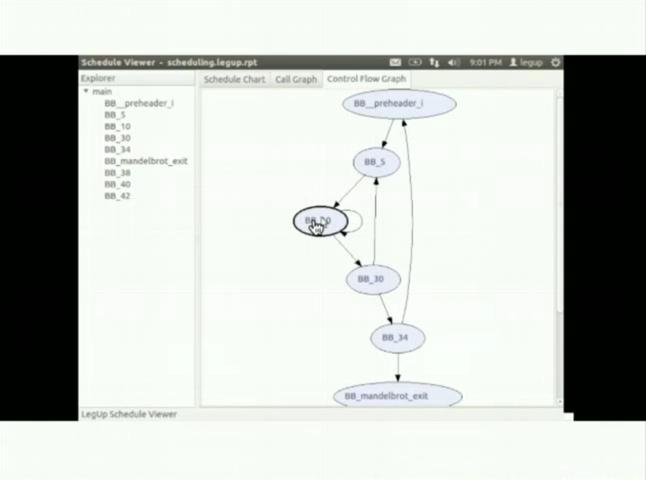 Schedule Viewer - scheduling.legup.rpt 9:01 PM legup
Explorer
Schedule Chart Call Graph Control Flow Graph
main
BB__preheader_i
BB_5
BB_10
BB_30
BB_34
BB_mandelbrot_exit
BB_38
BB_40
BB_42
BB__preheader_i
BB_5
BB_30
BB_34
BB_mandelbrot_exit
LegUp Schedule Viewer